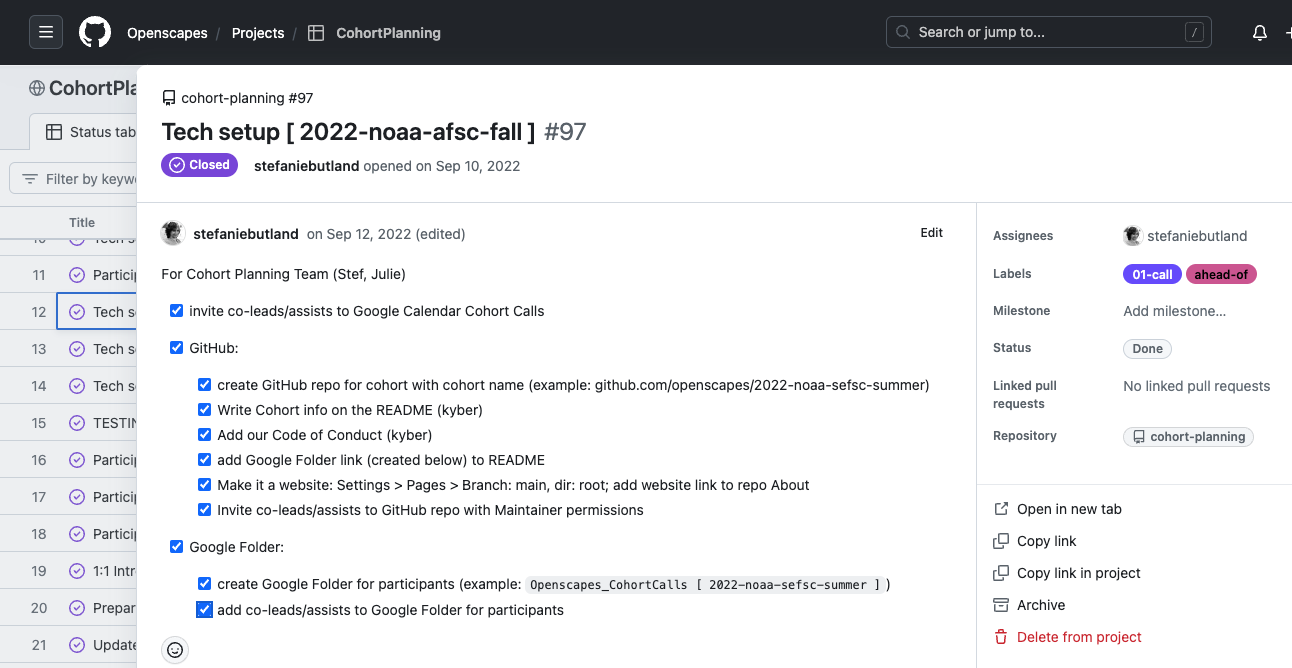 Openscapes / Projects / CohortPlanning
Search or jump to... /
CohortPla
Status tab
Filter by keywo
Title
11 Particip
12 Tech s
13 Tech s
14 Tech s
15 TESTIN
16 Particip
17 Particip
18 Particip
19 1:1 Intr
20 Prepar
21 Update
cohort-planning #97
Tech setup [ 2022-noaa-afsc-fall ] #97
Closed stefaniebutland opened on Sep 10, 2022
stefaniebutland on Sep 12, 2022 (edited) Edit
For Cohort Planning Team (Stef, Julie)
invite co-leads/assists to Google Calendar Cohort Calls
GitHub:
create GitHub repo for cohort with cohort name (example: github.com/openscapes/2022-noaa-sefsc-summer)
Write Cohort info on the README (kyber)
Add our Code of Conduct (kyber)
add Google Folder link (created below) to README
Make it a website: Settings > Pages > Branch: main, dir: root; add website link to repo About
Invite co-leads/assists to GitHub repo with Maintainer permissions
Google Folder:
create Google Folder for participants (example: Openscapes_CohortCalls [ 2022-noaa-sefsc-summer ] )
add co-leads/assists to Google Folder for participants
Assignees stefaniebutland
Labels 01-call ahead-of
Milestone Add milestone...
Status Done
Linked pull requests No linked pull requests
Repository cohort-planning
Open in new tab
Copy link
Copy link in project
Archive
Delete from project